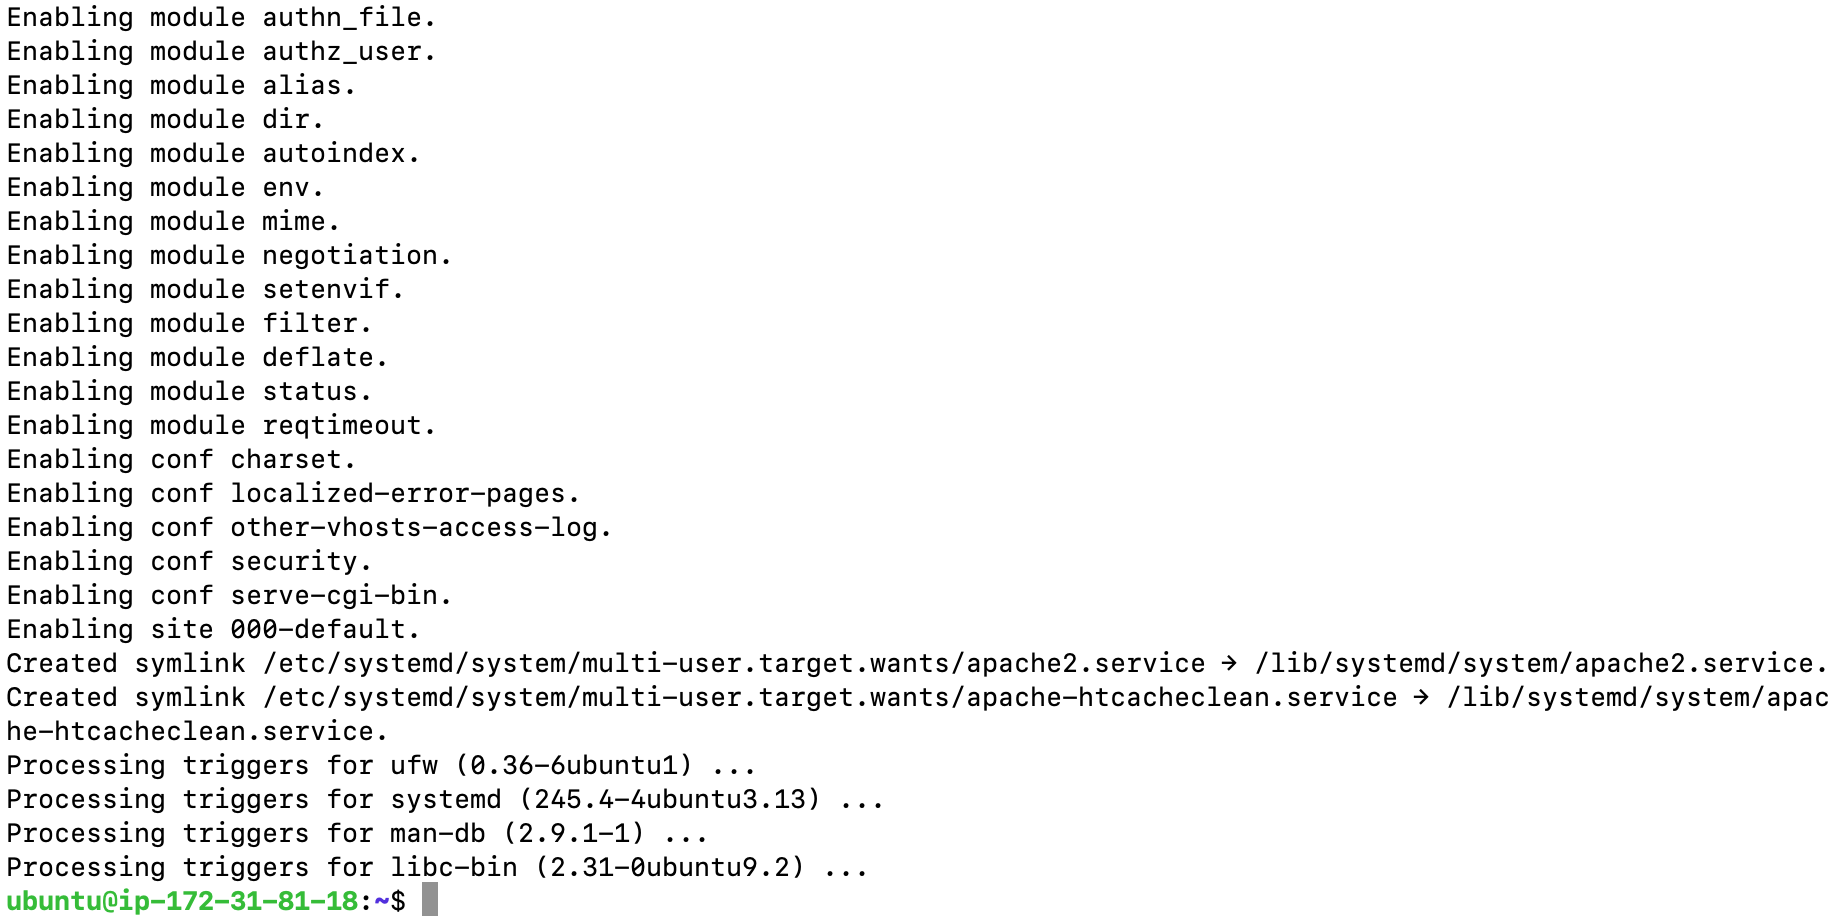 Enabling module authn_file.
Enabling module authz_user.
Enabling module alias.
Enabling module dir.
Enabling module autoindex.
Enabling module env.
Enabling module mime.
Enabling module negotiation.
Enabling module setenvif.
Enabling module filter.
Enabling module deflate.
Enabling module status.
Enabling module reqtimeout.
Enabling conf charset.
Enabling conf localized-error-pages.
Enabling conf other-vhosts-access-log.
Enabling conf security.
Enabling conf serve-cgi-bin.
Enabling site 000-default.
Created symlink /etc/systemd/system/multi-user.target.wants/apache2.service → /lib/systemd/system/apache2.service.
Created symlink /etc/systemd/system/multi-user.target.wants/apache-htcacheclean.service → /lib/systemd/system/apac
he-htcacheclean.service.
Processing triggers for ufw (0.36-6ubuntu1) ...
Processing triggers for systemd (245.4-4ubuntu3.13) ...
Processing triggers for man-db (2.9.1-1) ...
Processing triggers for libc-bin (2.31-0ubuntu9.2) ...
ubuntu@ip-172-31-81-18:~$